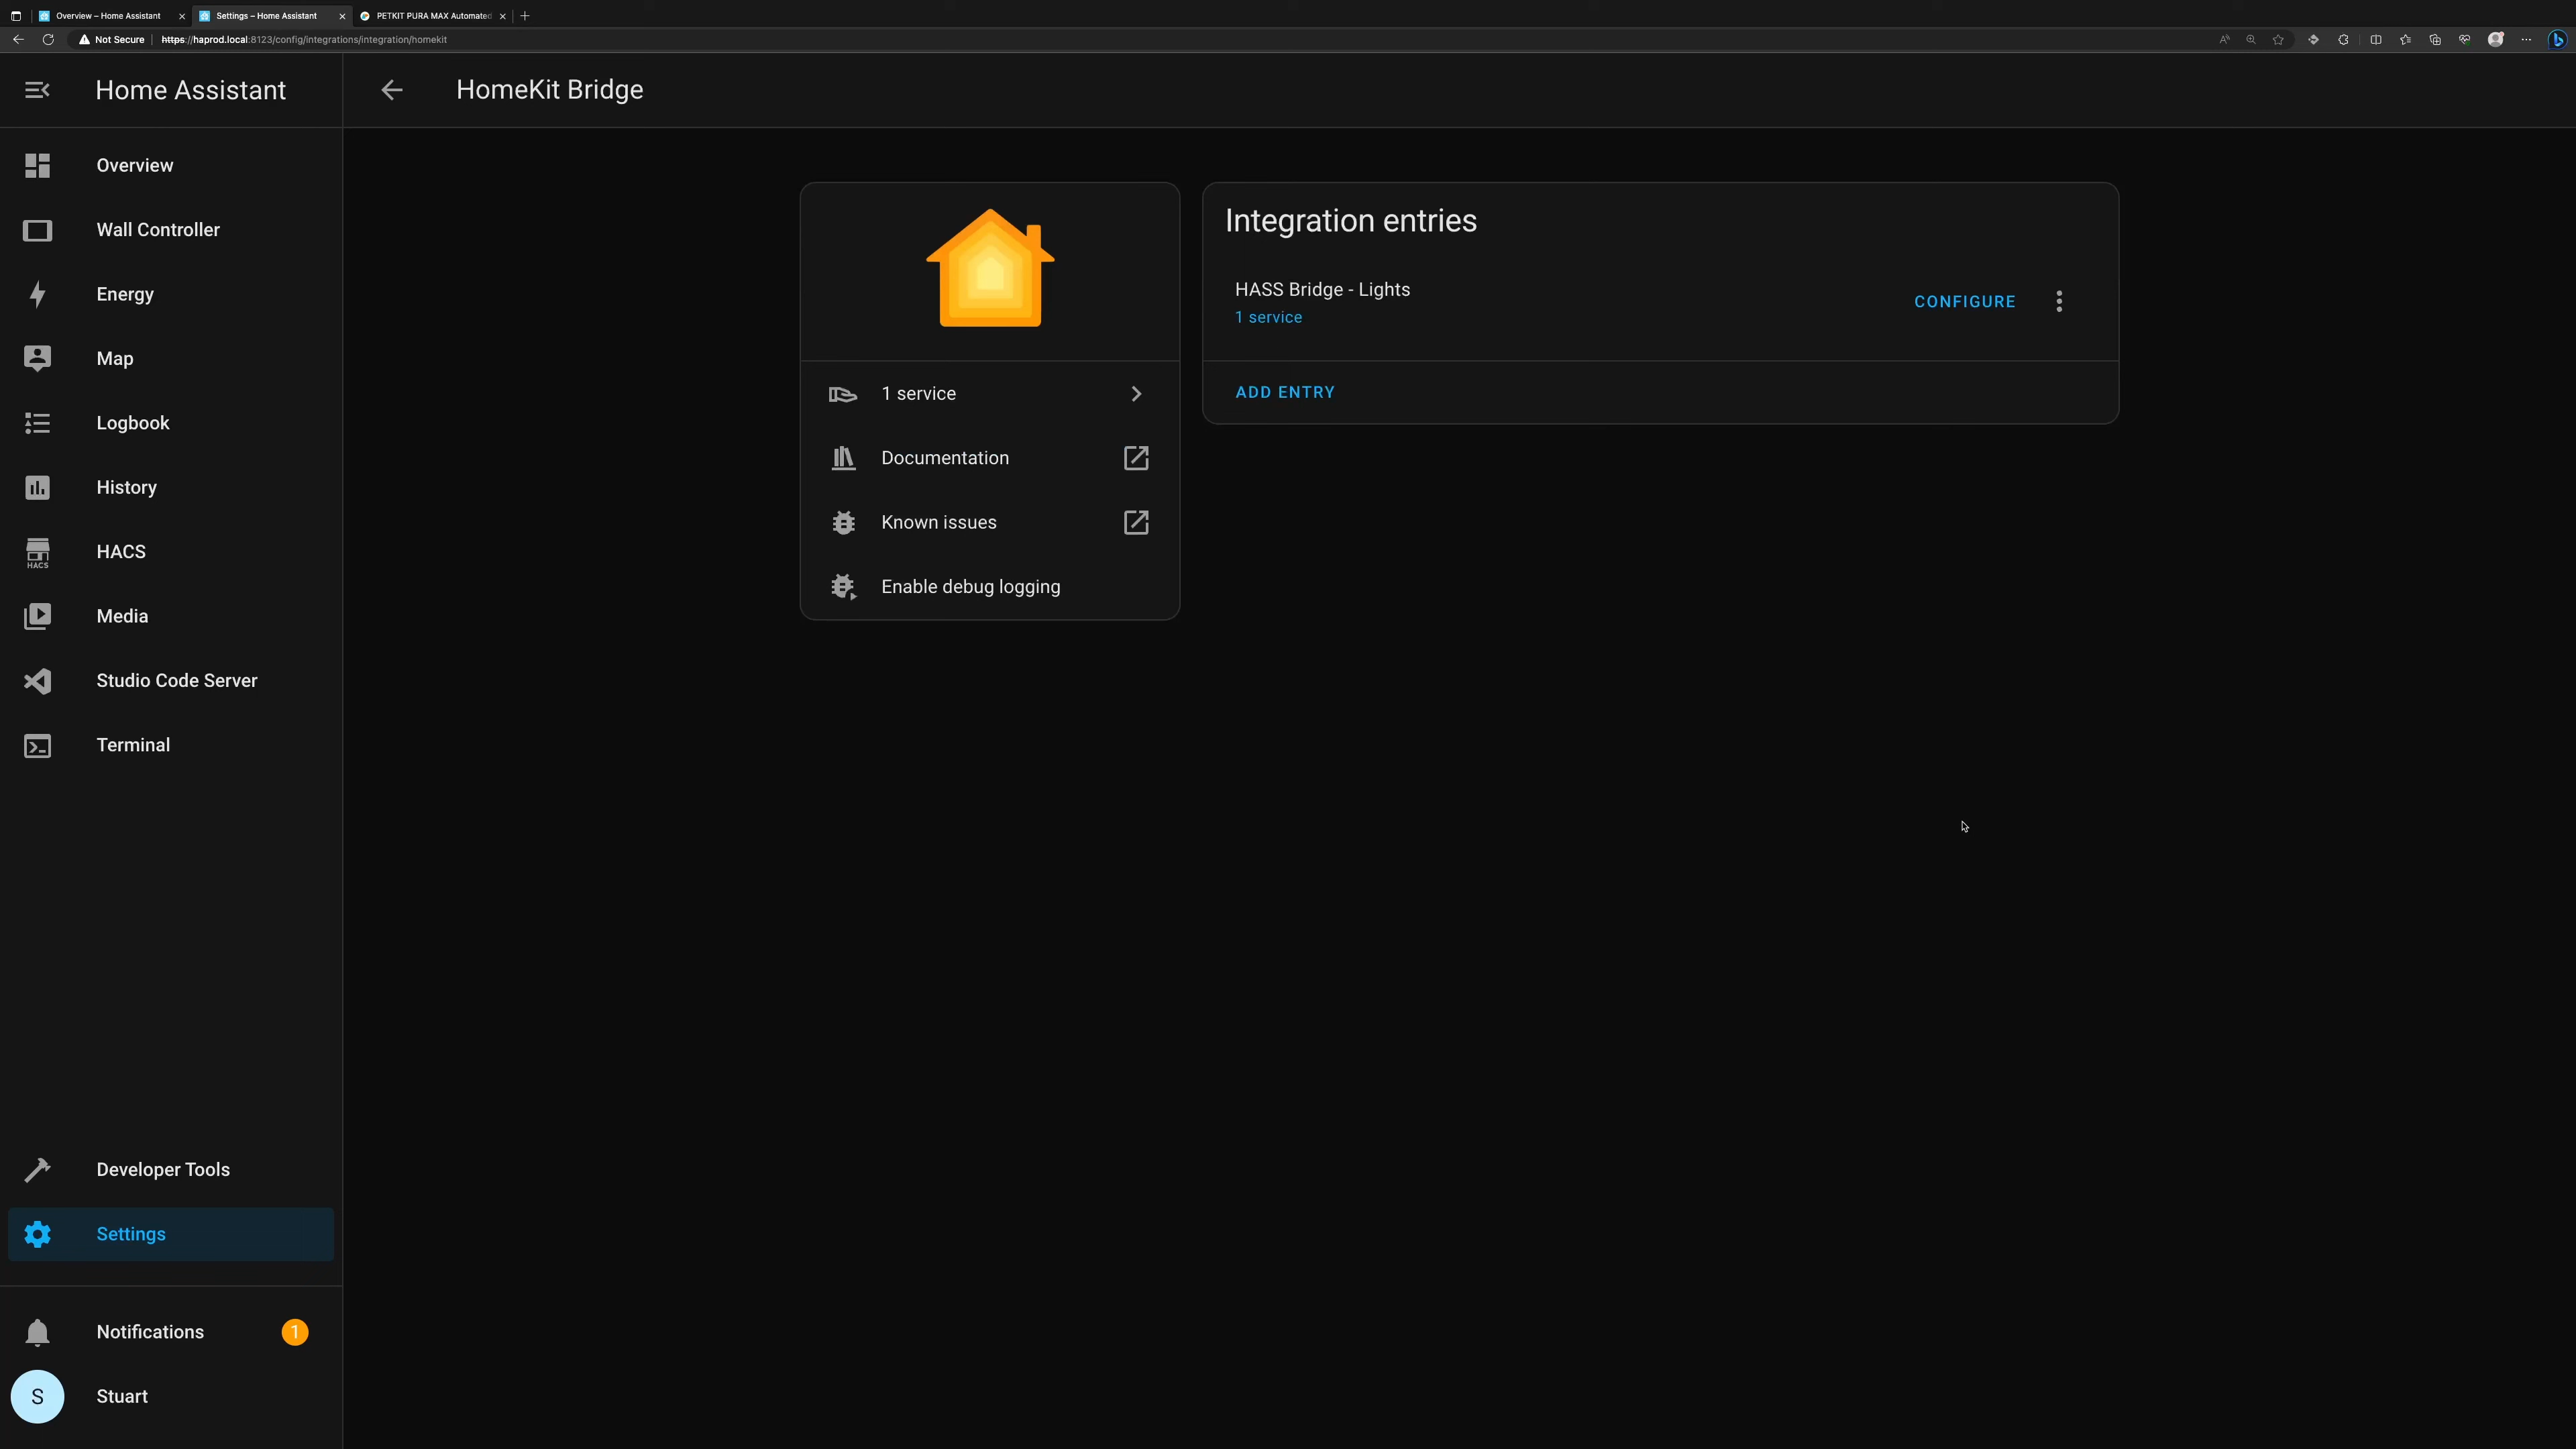 Overview – Home Assistant
Settings – Home Assistant
PETKIT PURA MAX Automated
Not Secure
https://haprod.local:8123/config/integrations/integration/homekit
Home Assistant
HomeKit Bridge
Overview
Wall Controller
Energy
Map
Logbook
History
HACS
HACS
Media
Studio Code Server
Terminal
Developer Tools
Settings
Notifications
1
S
Stuart
1 service
Documentation
Known issues
Enable debug logging
Integration entries
HASS Bridge - Lights
1 service
CONFIGURE
ADD ENTRY